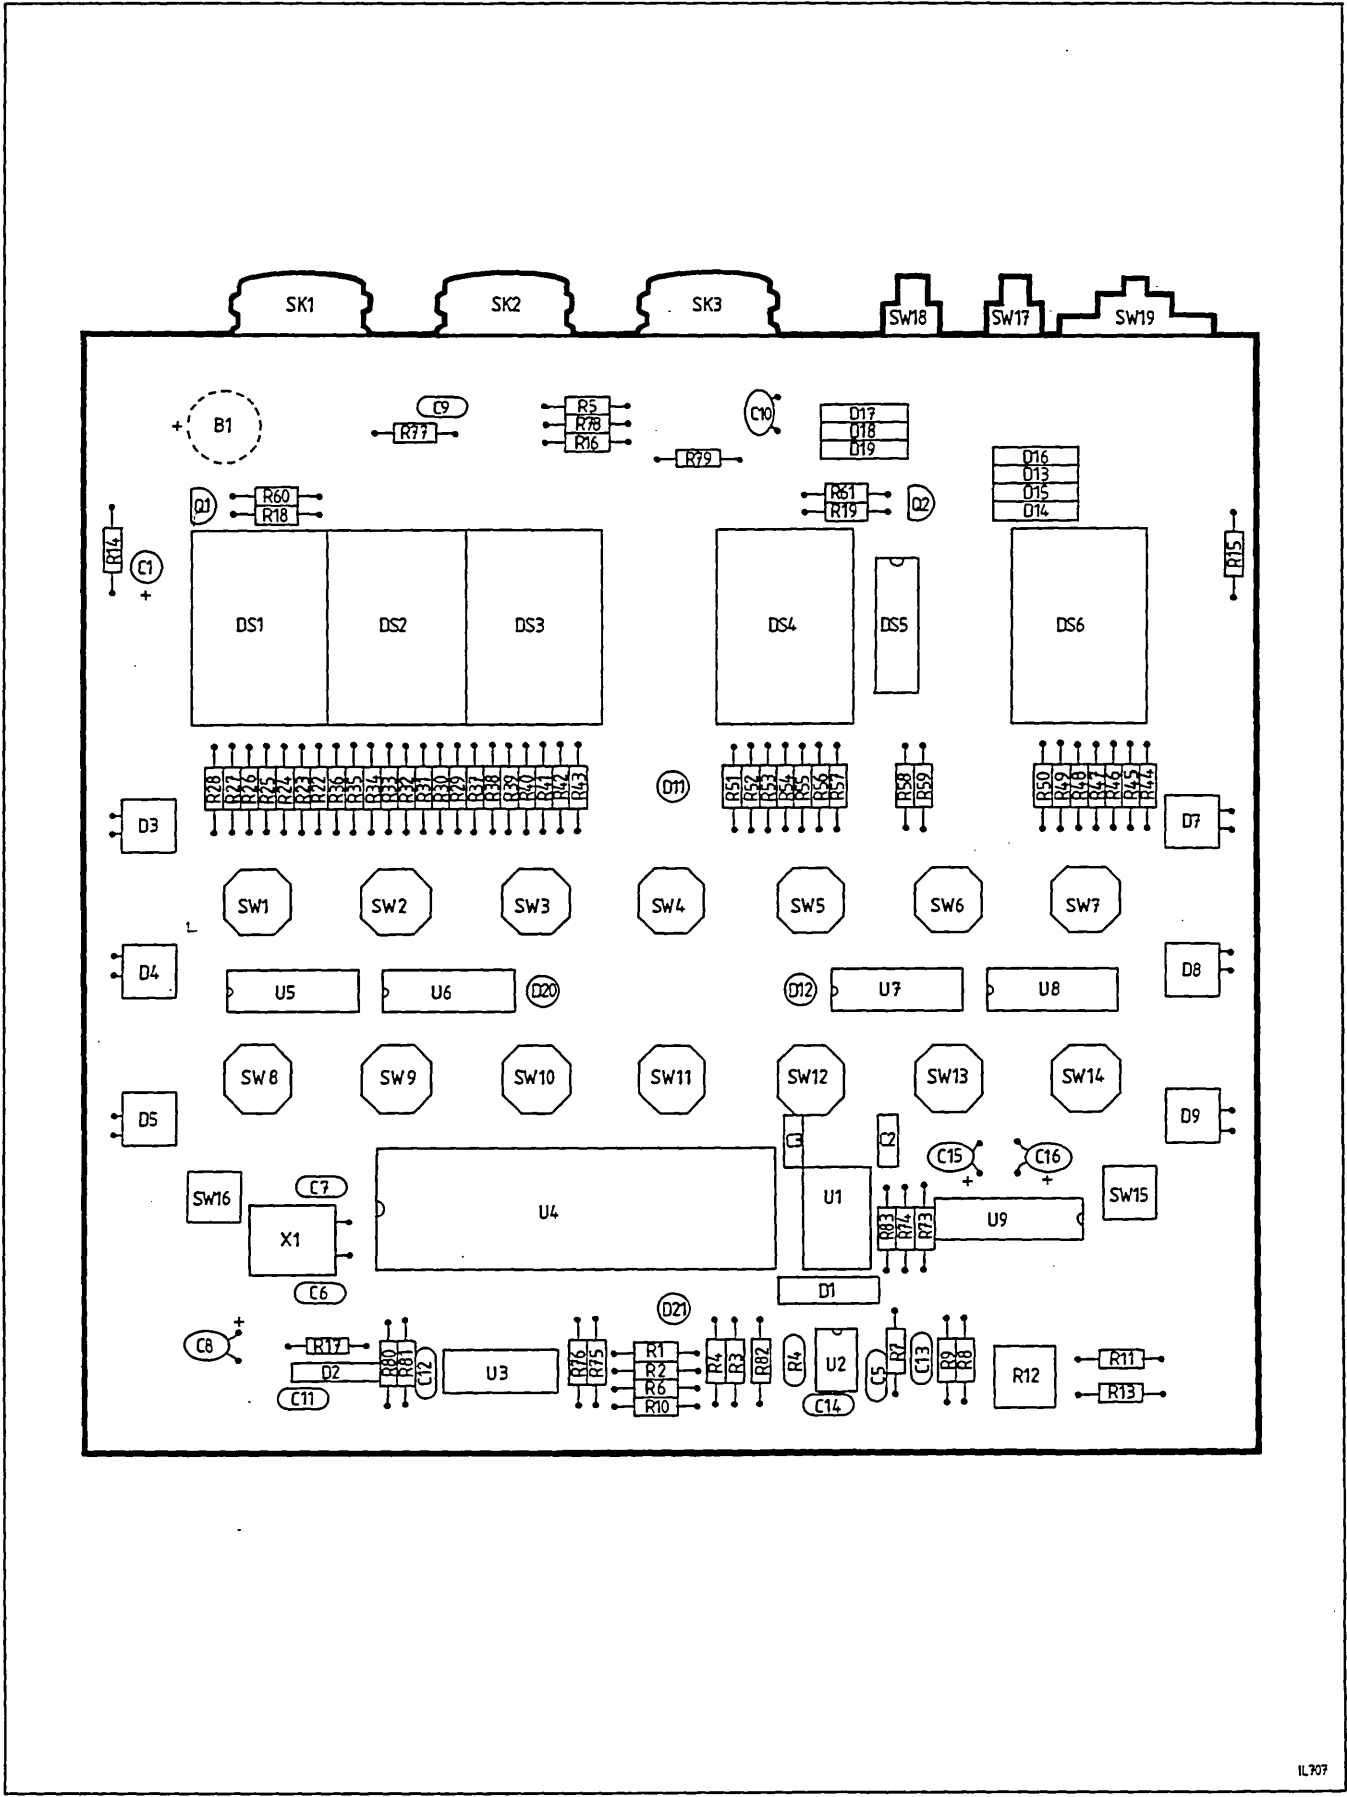 SK1 SK2 SK3 SW18 SW17 SW19
+ B1 C9 R77 R5 C10 D17
R78 D18
R16 D19
R79 D16
D13
D15
D14
Q1 R60 R61 Q2
R18 R19
R14 C1 R15
+
DS1 DS2 DS3 DS4 DS5 DS6
R28 R27 R26 R25 R24 R23 R22 R36 R35 R34 R33 R32 R31 R30 R29 R37 R38 R39 R40 R41 R42 R43 D11 R51 R52 R53 R54 R55 R56 R57 R58 R59 R50 R49 R48 R47 R46 R45 R44
D3 D7
SW1 SW2 SW3 SW4 SW5 SW6 SW7
D4 D8
U5 U6 D20 D12 U7 U8
SW8 SW9 SW10 SW11 SW12 SW13 SW14
D5 D9
C3 C2 C15 C16
+ +
SW16 C7 U4 U1 SW15
X1 R83 R74 R73 U9
C6 D1
D21
+
C8 R17 R80 R81 C12 U3 R76 R75 R1 R4 R3 R82 R4 U2 C5 R7 C13 R9 R8 R12 R11
D2 R2
R6 R13
C11 R10 C14
1L707